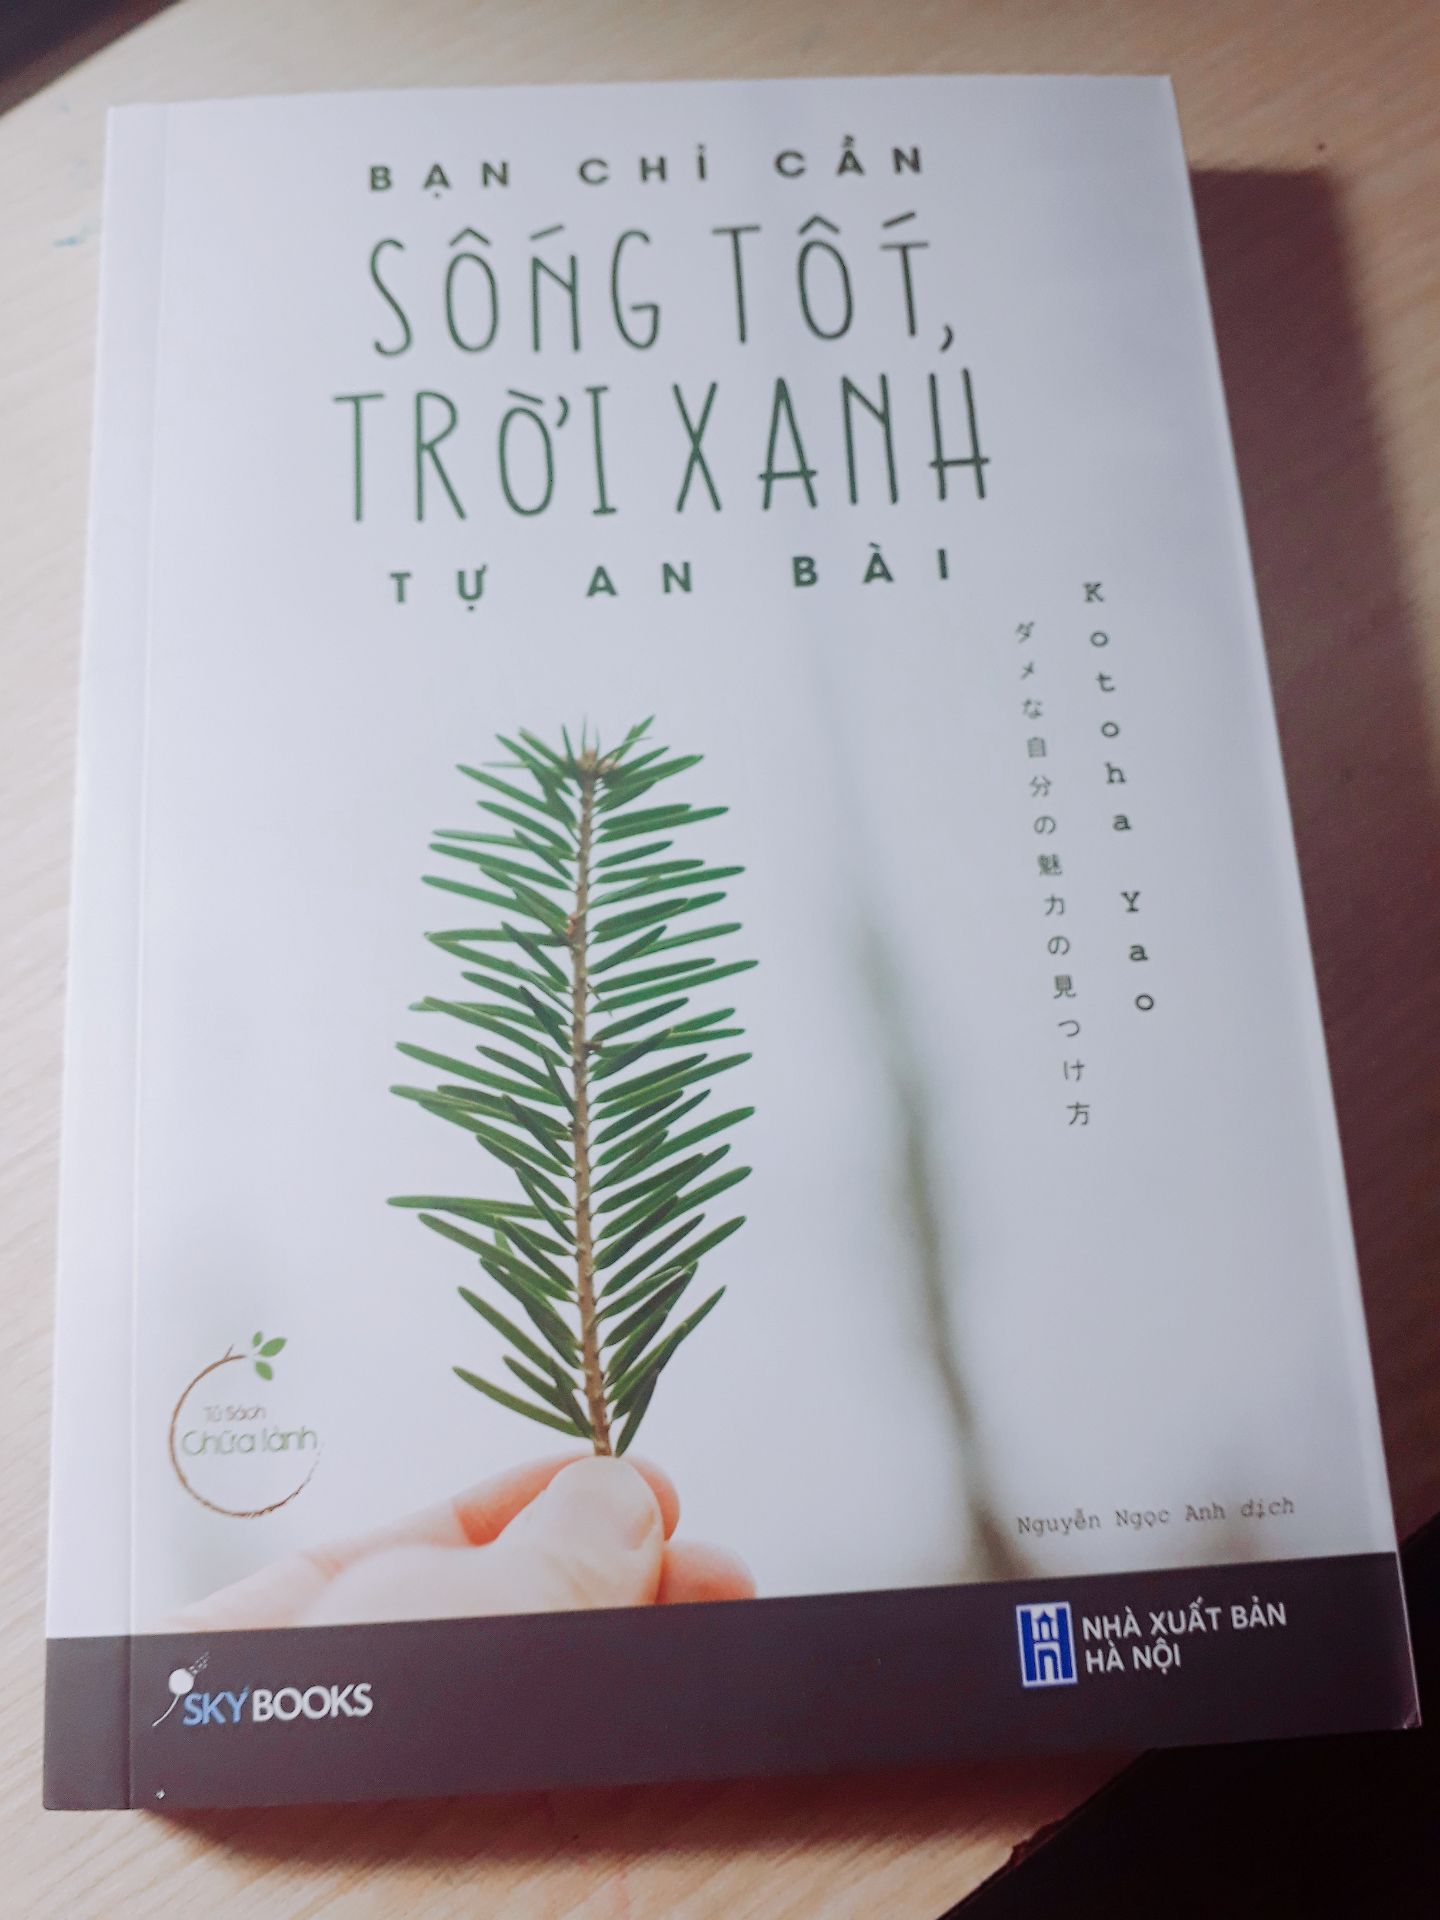 BẠN CHỈ CẦN
SỐNG TỐT,
TRỜI XANH
TỰ AN BÀI
Kotoha Yao
ダメな自分の魅力の見つけ方
Tủ Sách
Chữa lành
Nguyễn Ngọc Anh dịch
SKYBOOKS
NHÀ XUẤT BẢN
HÀ NỘI